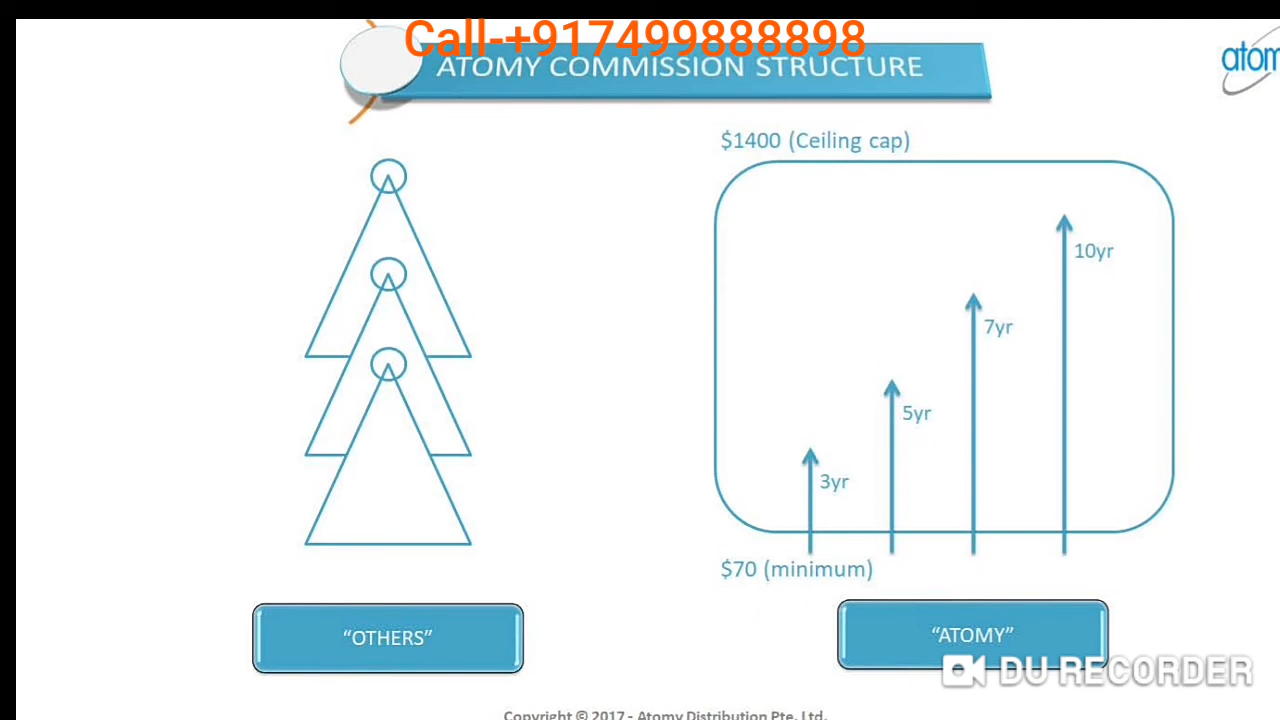 Call-+917499888898
ATOMY COMMISSION STRUCTURE
atom
$1400 (Ceiling cap)
10yr
7yr
5yr
3yr
$70 (minimum)
"OTHERS"
"ATOMY"
DU RECORDER
Copyright © 2017 - Atomy Distribution Pte. Ltd.